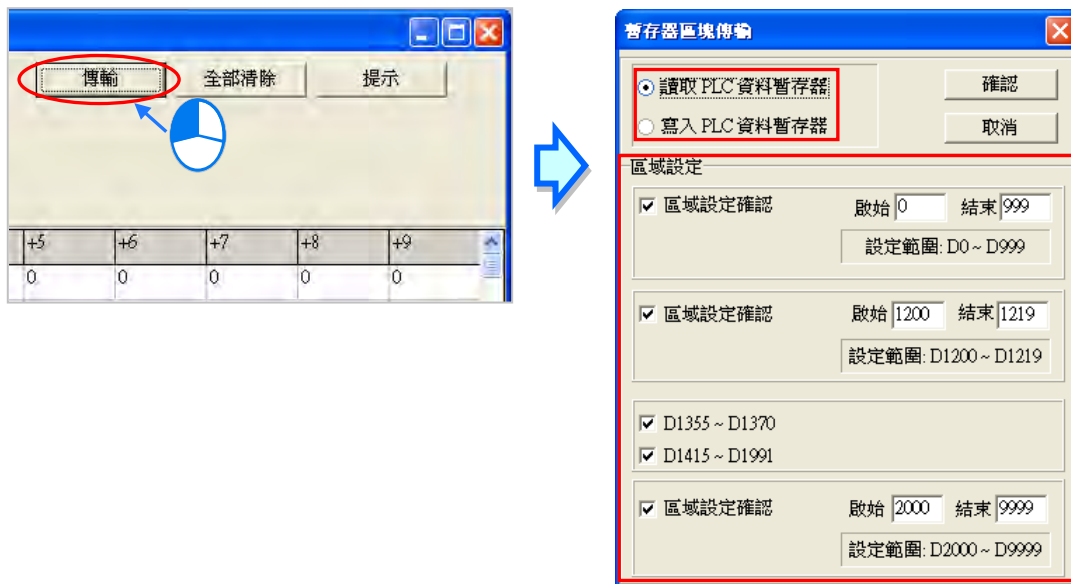 傳輸 全部清除 提示
+5 +6 +7 +8 +9
0 0 0 0 0
暫存器區塊傳輸
讀取 PLC 資料暫存器 確認
寫入 PLC 資料暫存器 取消
區域設定
區域設定確認 啟始 0 結束 999
設定範圍: D0 ~ D999
區域設定確認 啟始 1200 結束 1219
設定範圍: D1200 ~ D1219
D1355 ~ D1370
D1415 ~ D1991
區域設定確認 啟始 2000 結束 9999
設定範圍: D2000 ~ D9999